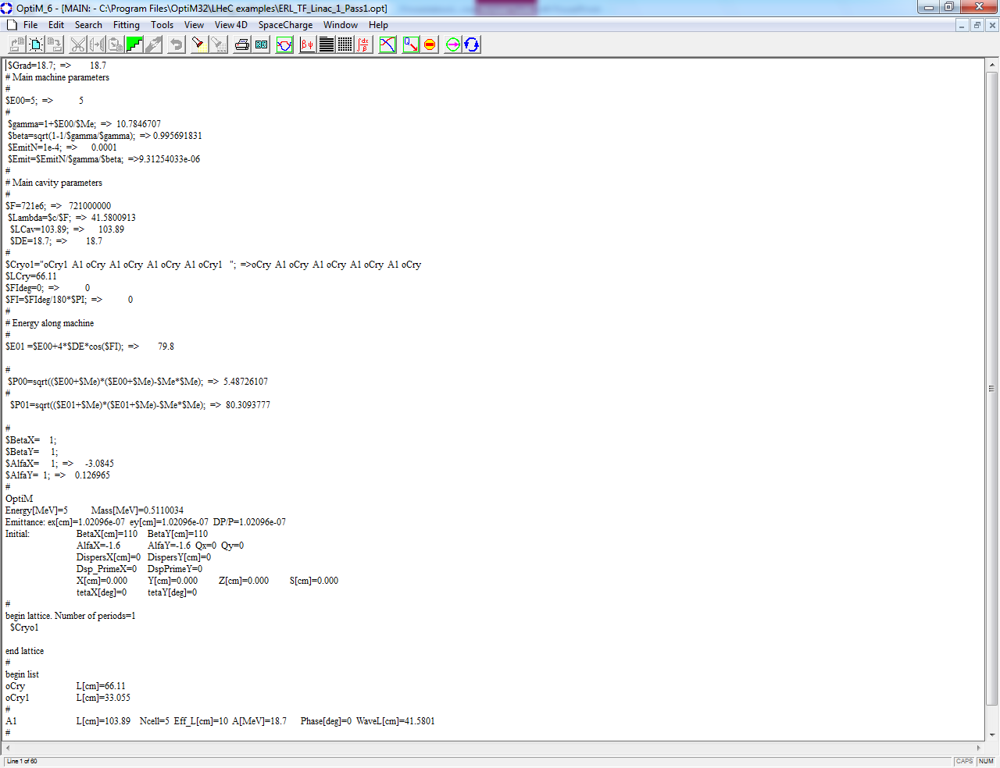 OptiM_6 - [MAIN: - C:\Program Files\OptiM32\LHeC examples\ERL_TF_Linac_1_Pass1.opt]
File Edit Search Fitting Tools View View 4D SpaceCharge Window Help
$Grad=18.7; => 18.7
# Main machine parameters
#
$E00=5; => 5
#
$gamma=1+$E00/$Me; => 10.7846707
$beta=sqrt(1-1/$gamma/$gamma); => 0.995691831
$EmitN=1e-4; => 0.0001
$Emit=$EmitN/$gamma/$beta; =>9.31254033e-06
#
# Main cavity parameters
#
$F=721e6; => 721000000
$Lambda=$c/$F; => 41.5800913
$LCav=103.89; => 103.89
$DE=18.7; => 18.7
#
$Cryo1="oCry1 A1 oCry A1 oCry A1 oCry A1 oCry1 "; =>oCry A1 oCry A1 oCry A1 oCry A1 oCry
$LCry=66.11
$FIdeg=0; => 0
$FI=$FIdeg/180*$PI; => 0
#
# Energy along machine
#
$E01 =$E00+4*$DE*cos($FI); => 79.8
#
$P00=sqrt(($E00+$Me)*($E00+$Me)-$Me*$Me); => 5.48726107
#
$P01=sqrt(($E01+$Me)*($E01+$Me)-$Me*$Me); => 80.3093777
#
$BetaX= 1;
$BetaY= 1;
$AlfaX= 1; => -3.0845
$AlfaY= 1; => 0.126965
#
OptiM
Energy[MeV]=5 Mass[MeV]=0.5110034
Emittance: ex[cm]=1.02096e-07 ey[cm]=1.02096e-07 DP/P=1.02096e-07
Initial: BetaX[cm]=110 BetaY[cm]=110
AlfaX=-1.6 AlfaY=-1.6 Qx=0 Qy=0
DispersX[cm]=0 DispersY[cm]=0
Dsp_PrimeX=0 DspPrimeY=0
X[cm]=0.000 Y[cm]=0.000 Z[cm]=0.000 S[cm]=0.000
tetaX[deg]=0 tetaY[deg]=0
#
begin lattice. Number of periods=1
$Cryo1
end lattice
#
begin list
oCry L[cm]=66.11
oCry1 L[cm]=33.055
#
A1 L[cm]=103.89 Ncell=5 Eff_L[cm]=10 A[MeV]=18.7 Phase[deg]=0 WaveL[cm]=41.5801
#
Line 1 of 60 CAPS NUM